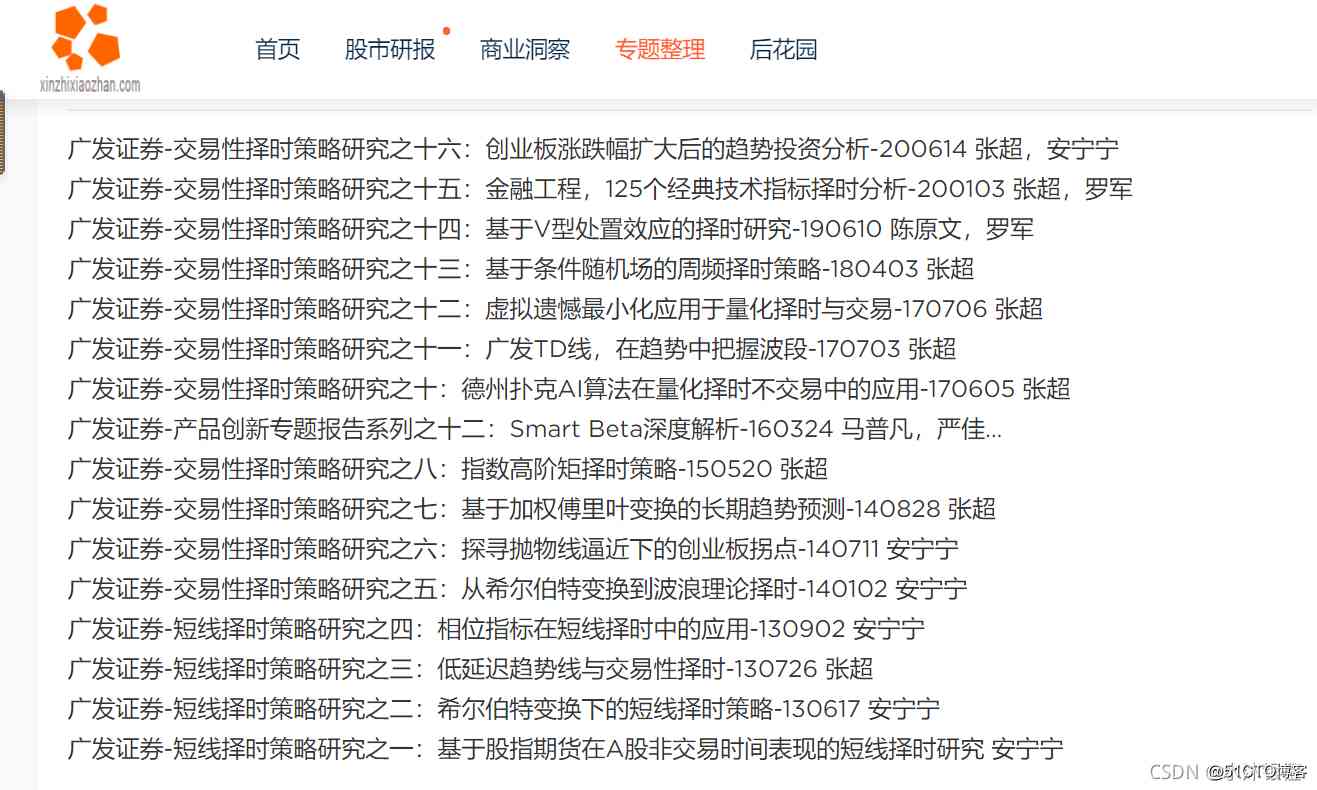 首页 股市研报 商业洞察 专题整理 后花园
xinzhixiaozhan.com
广发证券-交易性择时策略研究之十六：创业板涨跌幅扩大后的趋势投资分析-200614 张超，安宁宁
广发证券-交易性择时策略研究之十五：金融工程，125个经典技术指标择时分析-200103 张超，罗军
广发证券-交易性择时策略研究之十四：基于V型处置效应的择时研究-190610 陈原文，罗军
广发证券-交易性择时策略研究之十三：基于条件随机场的周频择时策略-180403 张超
广发证券-交易性择时策略研究之十二：虚拟遗憾最小化应用于量化择时与交易-170706 张超
广发证券-交易性择时策略研究之十一：广发TD线，在趋势中把握波段-170703 张超
广发证券-交易性择时策略研究之十：德州扑克AI算法在量化择时不交易中的应用-170605 张超
广发证券-产品创新专题报告系列之十二：Smart Beta深度解析-160324 马普凡，严佳...
广发证券-交易性择时策略研究之八：指数高阶矩择时策略-150520 张超
广发证券-交易性择时策略研究之七：基于加权傅里叶变换的长期趋势预测-140828 张超
广发证券-交易性择时策略研究之六：探寻抛物线逼近下的创业板拐点-140711 安宁宁
广发证券-交易性择时策略研究之五：从希尔伯特变换到波浪理论择时-140102 安宁宁
广发证券-短线择时策略研究之四：相位指标在短线择时中的应用-130902 安宁宁
广发证券-短线择时策略研究之三：低延迟趋势线与交易性择时-130726 张超
广发证券-短线择时策略研究之二：希尔伯特变换下的短线择时策略-130617 安宁宁
广发证券-短线择时策略研究之一：基于股指期货在A股非交易时间表现的短线择时研究 安宁宁
CSDN @51CTO博客